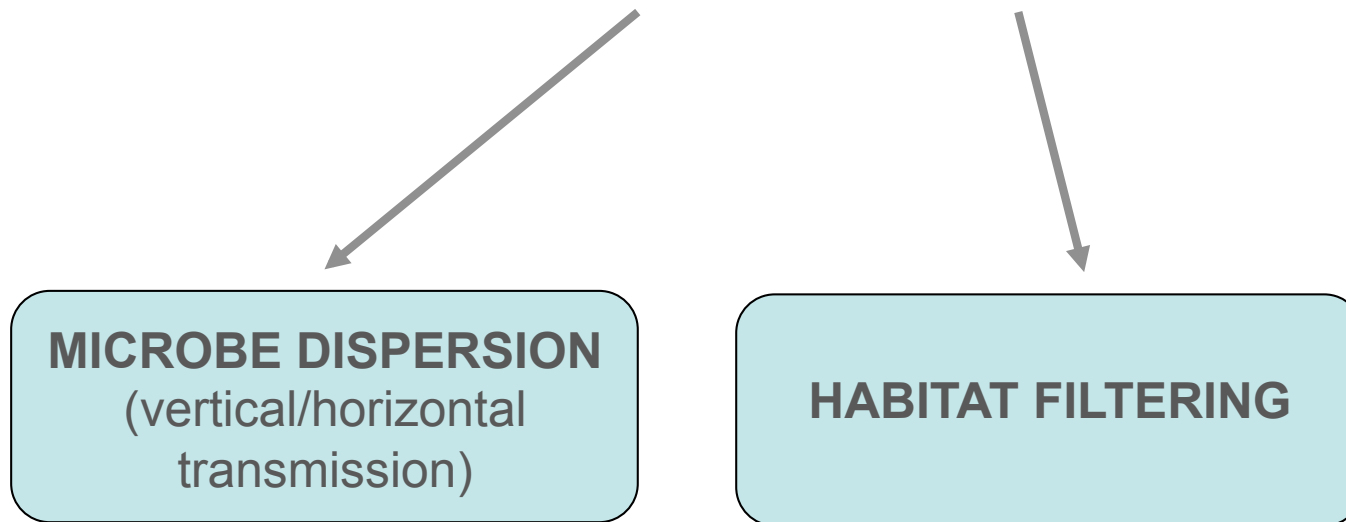 MICROBE DISPERSION
(vertical/horizontal
transmission)
HABITAT FILTERING